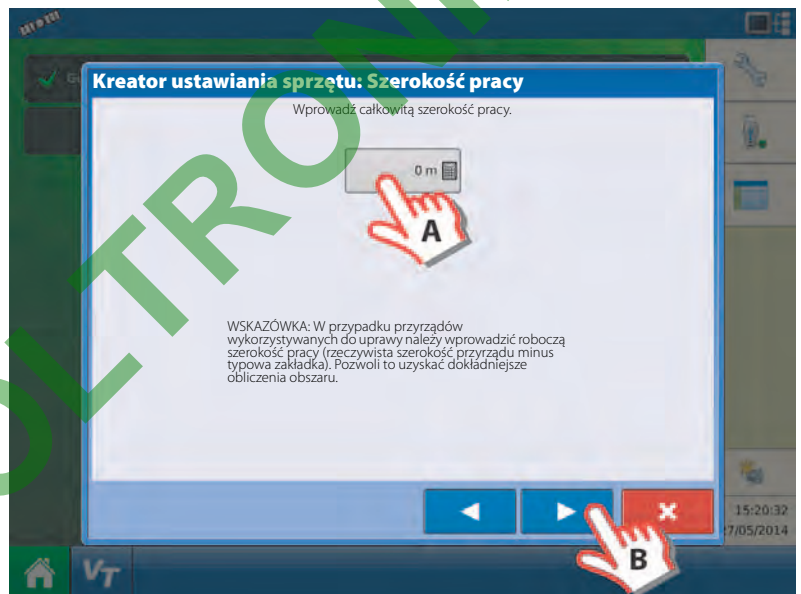 Kreator ustawiania sprzętu: Szerokość pracy
Wprowadź całkowitą szerokość pracy.
0 m
A
WSKAZÓWKA: W przypadku przyrządów
wykorzystywanych do uprawy należy wprowadzić roboczą
szerokość pracy (rzeczywista szerokość przyrządu minus
typowa zakładka). Pozwoli to uzyskać dokładniejsze
obliczenia obszaru.
15:20:32
7/05/2014
B
VT